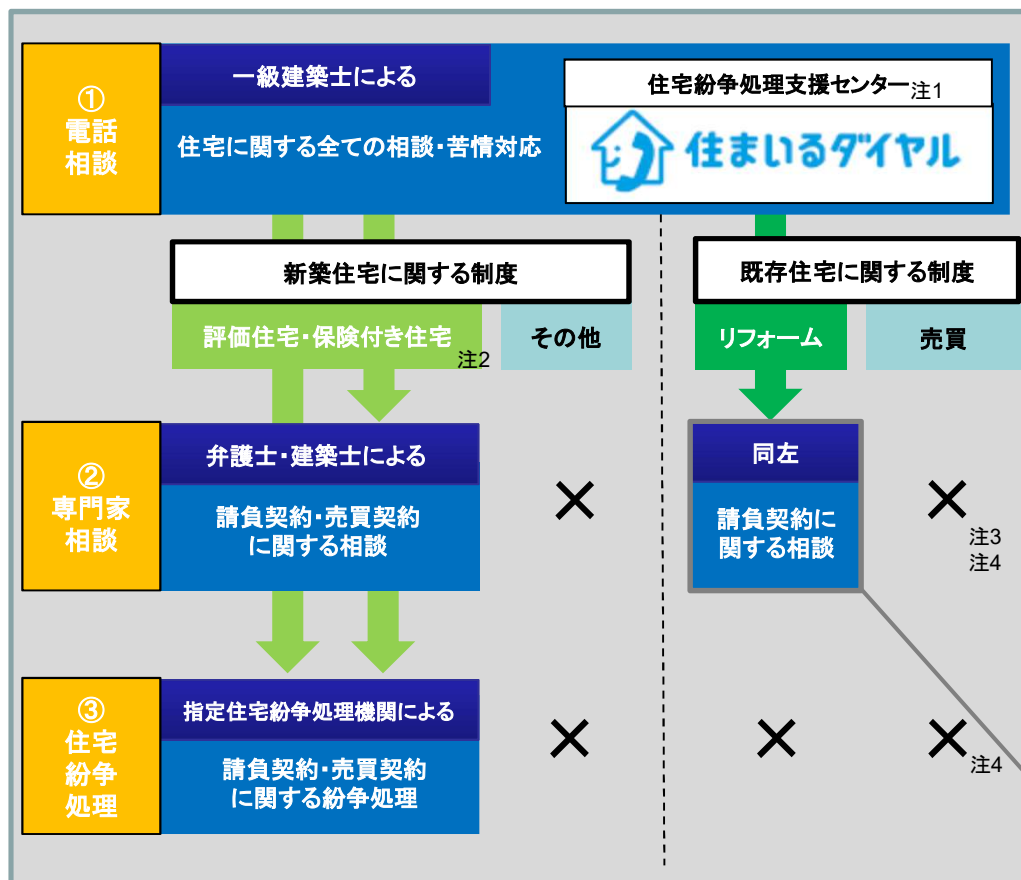 ①
電話
相談
一級建築士による
住宅に関する全ての相談・苦情対応
住宅紛争処理支援センター注1
住まいるダイヤル
新築住宅に関する制度
既存住宅に関する制度
評価住宅・保険付き住宅
注2
その他
リフォーム
売買
②
専門家
相談
弁護士・建築士による
請負契約・売買契約
に関する相談
×
同左
請負契約に
関する相談
×
注3
注4
③
住宅
紛争
処理
指定住宅紛争処理機関による
請負契約・売買契約
に関する紛争処理
×
×
×
注4